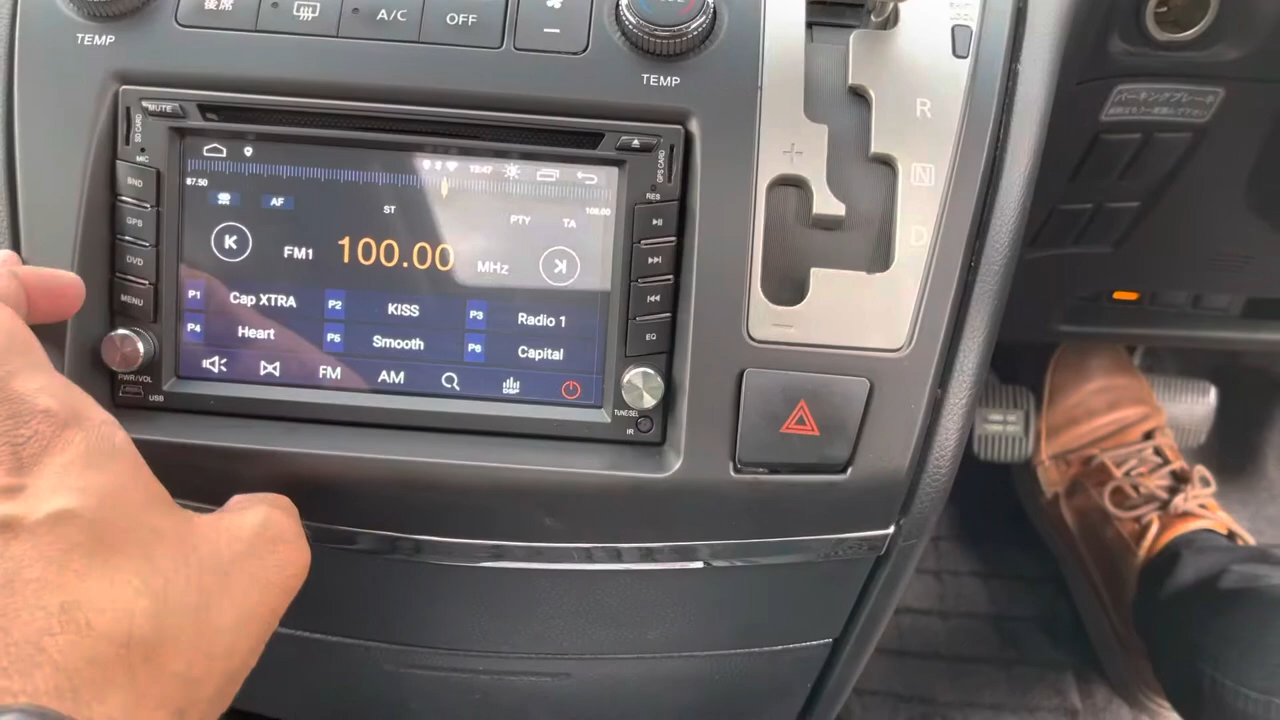 後席
A/C
OFF
TEMP
TEMP
MUTE
SD CARD
MIC
GPS CARD
RES
BND
GPS
DVD
MENU
PWR/VOL
USB
EQ
TUNE/SEL
IR
87.50
108.00
AF
ST
PTY
TA
FM1
100.00
MHz
P1 Cap XTRA
P2 KISS
P3 Radio 1
P4 Heart
P5 Smooth
P6 Capital
FM
AM
DSP
+
R
N
D
パーキングブレーキ